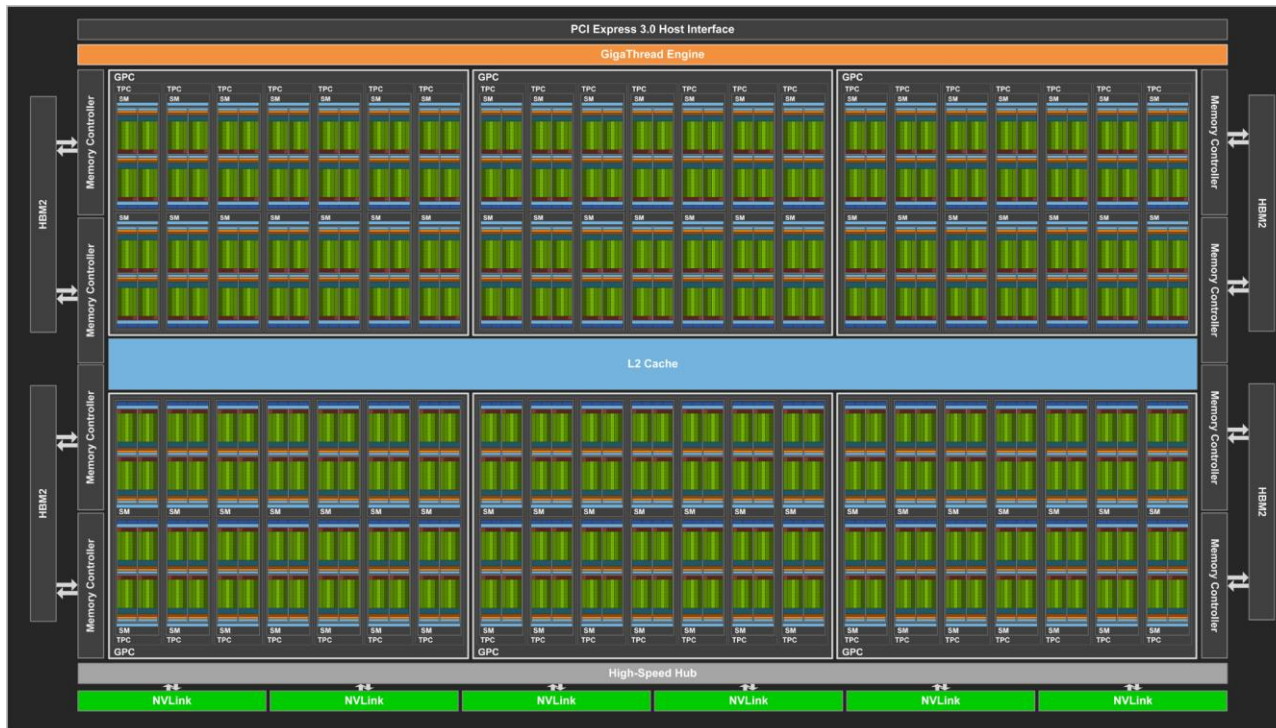 PCI Express 3.0 Host Interface
GigaThread Engine
HBM2
HBM2
Memory Controller
Memory Controller
Memory Controller
Memory Controller
GPC
TPC TPC TPC TPC TPC TPC TPC
SM SM SM SM SM SM SM
SM SM SM SM SM SM SM
GPC
TPC TPC TPC TPC TPC TPC TPC
SM SM SM SM SM SM SM
SM SM SM SM SM SM SM
GPC
TPC TPC TPC TPC TPC TPC TPC
SM SM SM SM SM SM SM
SM SM SM SM SM SM SM
L2 Cache
SM SM SM SM SM SM SM
SM SM SM SM SM SM SM
TPC TPC TPC TPC TPC TPC TPC
GPC
SM SM SM SM SM SM SM
SM SM SM SM SM SM SM
TPC TPC TPC TPC TPC TPC TPC
GPC
SM SM SM SM SM SM SM
SM SM SM SM SM SM SM
TPC TPC TPC TPC TPC TPC TPC
GPC
Memory Controller
Memory Controller
Memory Controller
Memory Controller
HBM2
HBM2
High-Speed Hub
NVLink NVLink NVLink NVLink NVLink NVLink